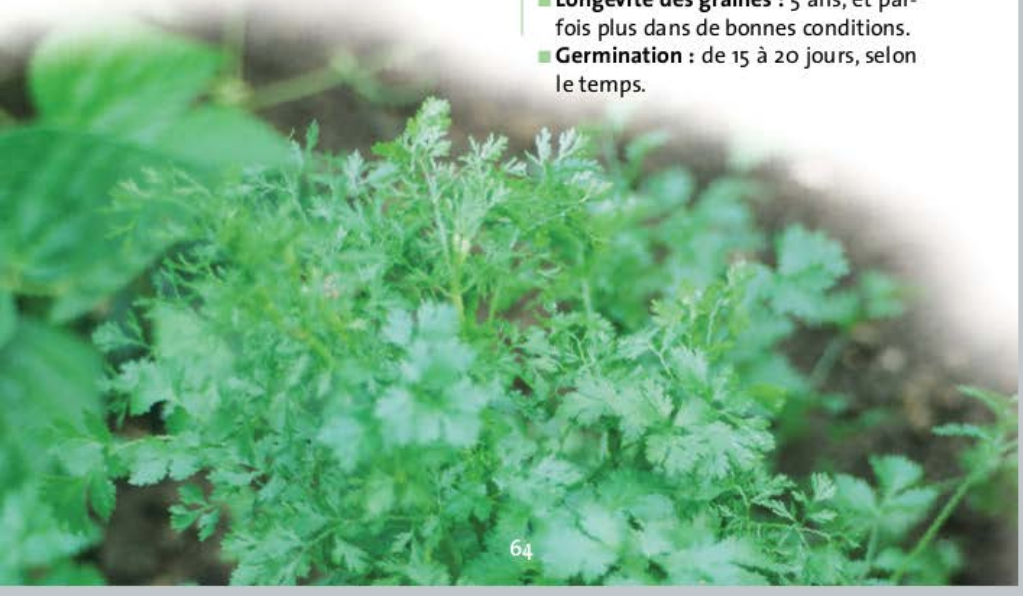 ■ Longévité des graines : 5 ans, et par-
fois plus dans de bonnes conditions.
■ Germination : de 15 à 20 jours, selon
le temps.
64